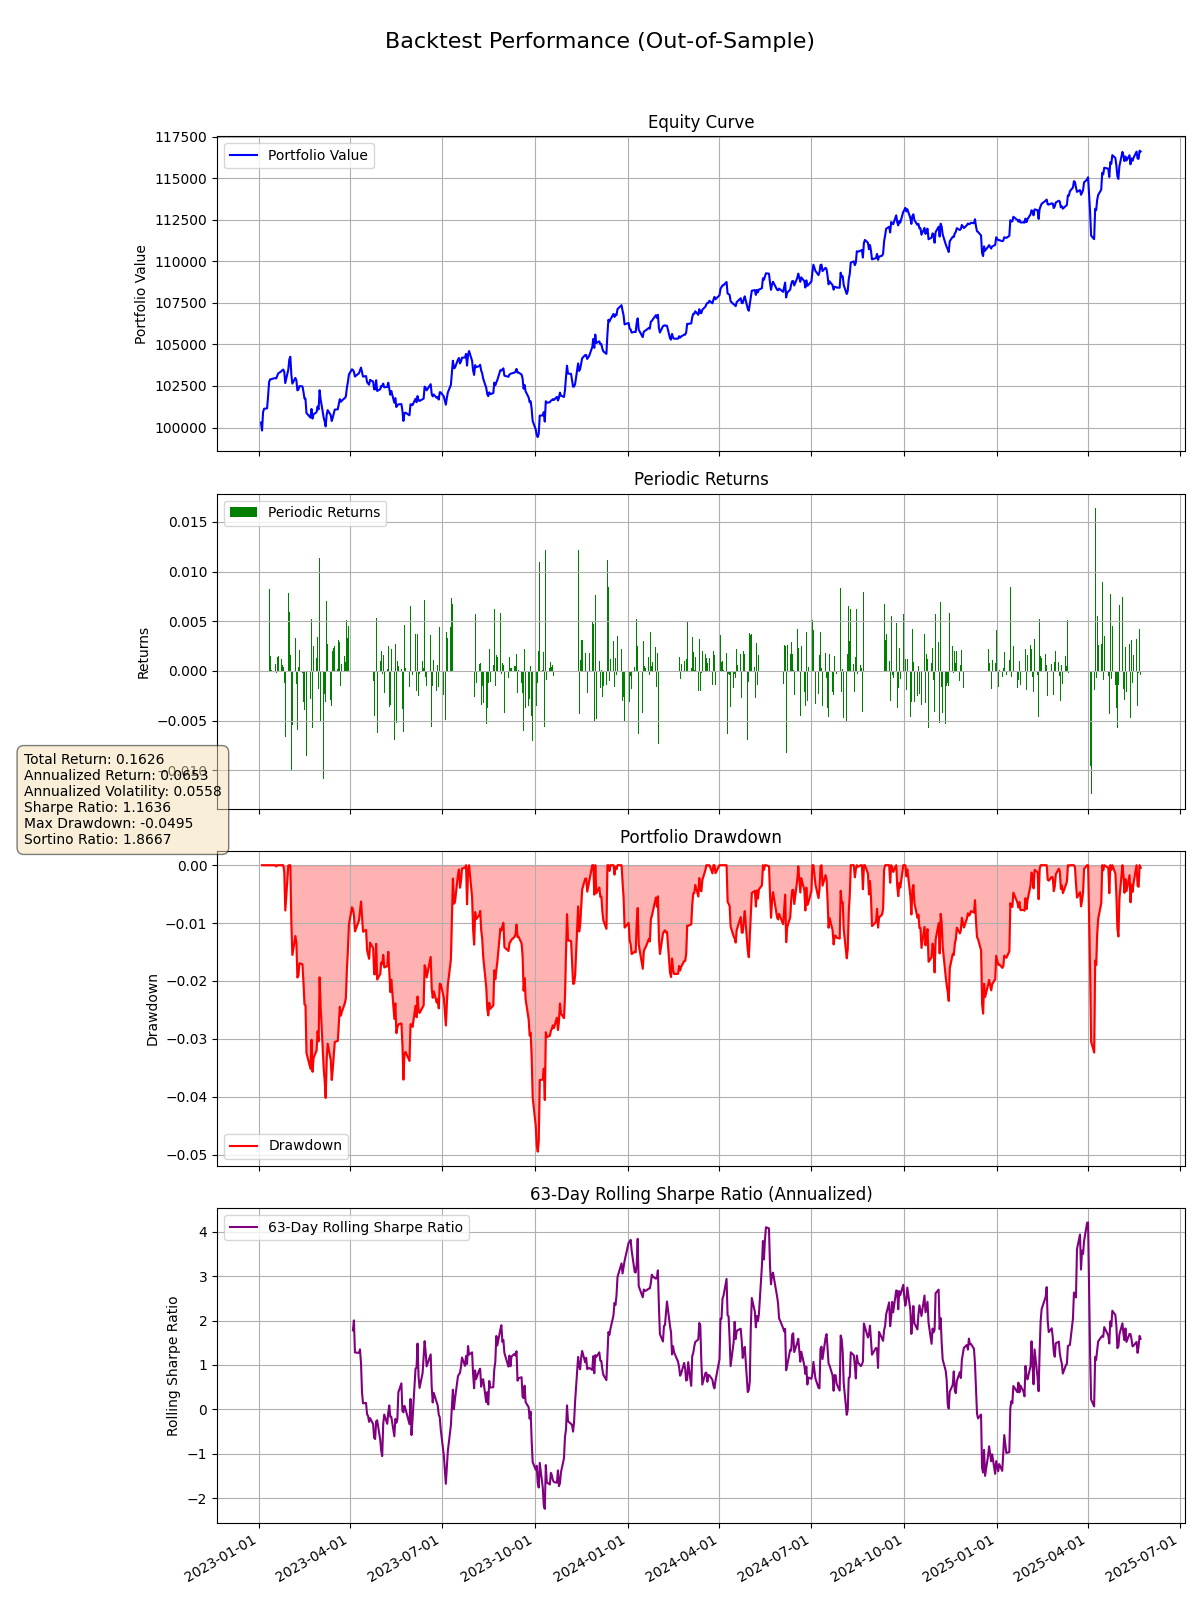 Backtest Performance (Out-of-Sample)
Equity Curve
Portfolio Value
117500
115000
112500
110000
107500
105000
102500
100000
Portfolio Value
Periodic Returns
Periodic Returns
0.015
0.010
0.005
0.000
−0.005
−0.010
Returns
Total Return: 0.1626
Annualized Return: 0.0653
Annualized Volatility: 0.0558
Sharpe Ratio: 1.1636
Max Drawdown: -0.0495
Sortino Ratio: 1.8667
Portfolio Drawdown
0.00
−0.01
−0.02
−0.03
−0.04
−0.05
Drawdown
Drawdown
63-Day Rolling Sharpe Ratio (Annualized)
63-Day Rolling Sharpe Ratio
4
3
2
1
0
−1
−2
Rolling Sharpe Ratio
2023-01-01
2023-04-01
2023-07-01
2023-10-01
2024-01-01
2024-04-01
2024-07-01
2024-10-01
2025-01-01
2025-04-01
2025-07-01